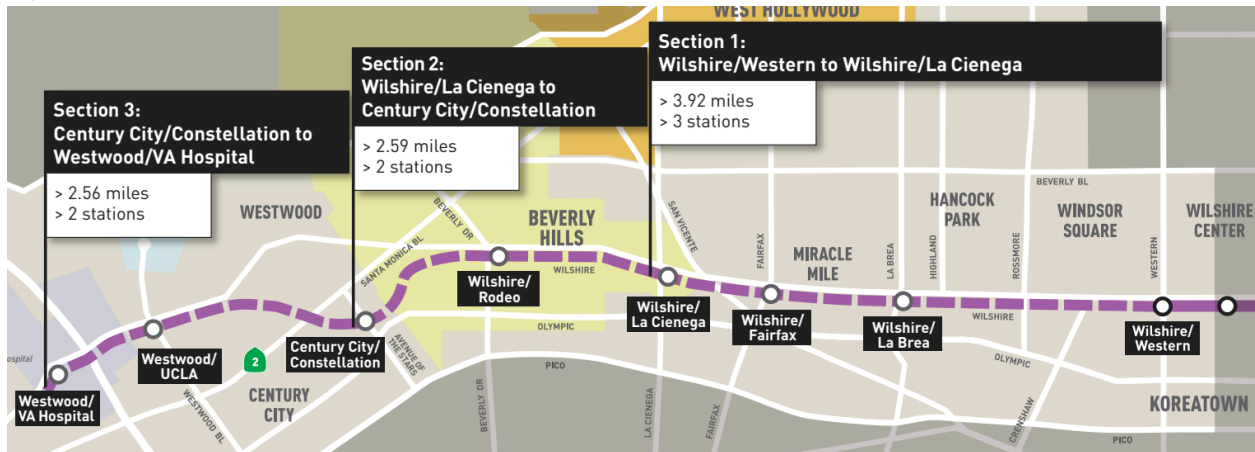 WEST HOLLYWOOD
Section 1:
Wilshire/Western to Wilshire/La Cienega
> 3.92 miles
> 3 stations
Section 2:
Wilshire/La Cienega to
Century City/Constellation
> 2.59 miles
> 2 stations
Section 3:
Century City/Constellation to
Westwood/VA Hospital
> 2.56 miles
> 2 stations
WESTWOOD
SANTA MONICA BL
BEVERLY DR
BEVERLY
HILLS
WILSHIRE
SAN VICENTE
FAIRFAX
MIRACLE
MILE
LA BREA
HIGHLAND
HANCOCK
PARK
ROSSMORE
BEVERLY BL
WINDSOR
SQUARE
WESTERN
WILSHIRE
CENTER
Wilshire/
Rodeo
Wilshire/
La Cienega
Wilshire/
Fairfax
Wilshire/
La Brea
WILSHIRE
Wilshire/
Western
Hospital
Westwood/
VA Hospital
Westwood/
UCLA
2
Century City/
Constellation
AVENUE OF
THE STARS
OLYMPIC
PICO
OLYMPIC
CENTURY
CITY
WESTWOOD BL
BEVERLY DR
LA CIENEGA
FAIRFAX
CRENSHAW
KOREATOWN
PICO